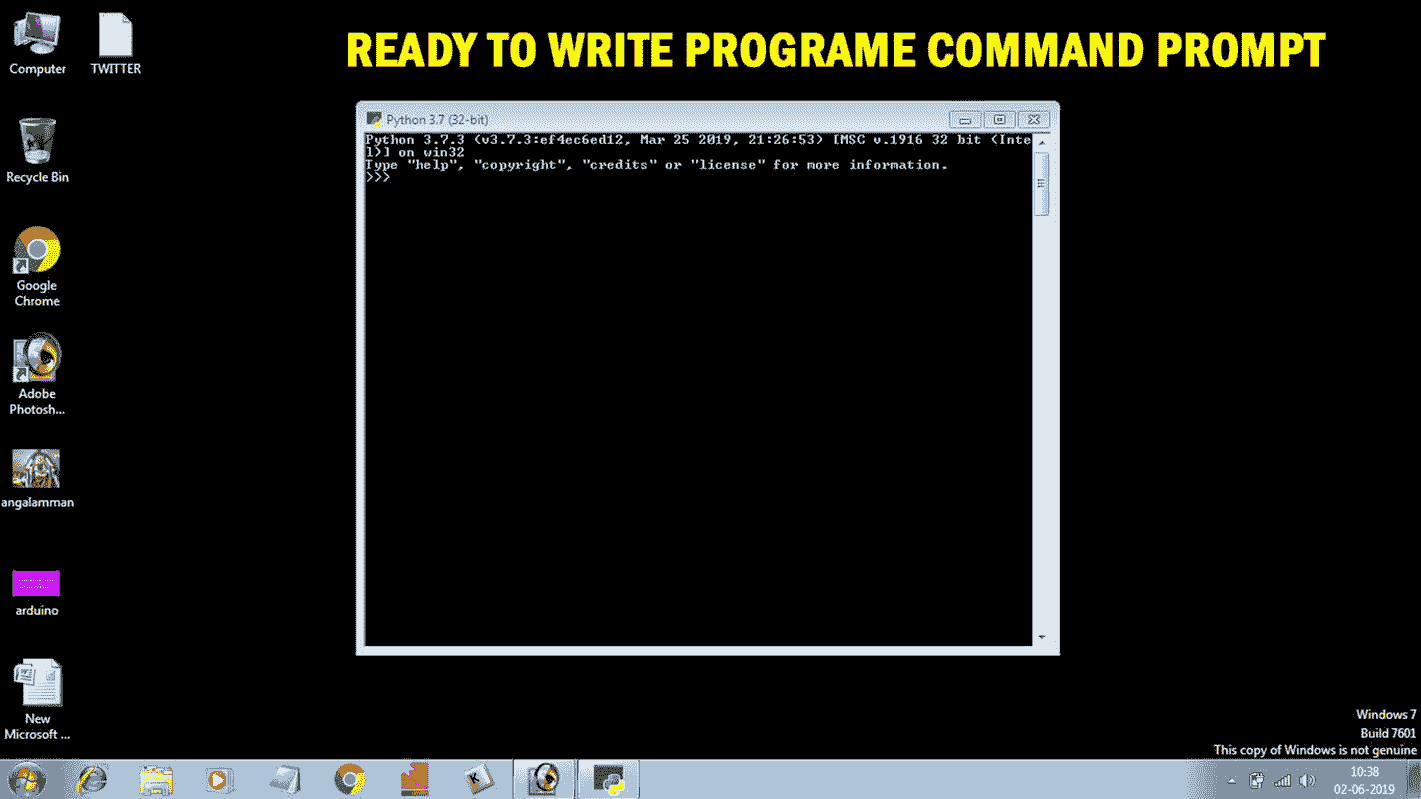 READY TO WRITE PROGRAME COMMAND PROMPT
Computer
TWITTER
Recycle Bin
Google
Chrome
Adobe
Photosh...
angalamman
arduino
New
Microsoft ...
Python 3.7 (32-bit)
Python 3.7.3 (v3.7.3:ef4ec6ed12, Mar 25 2019, 21:26:53) [MSC v.1916 32 bit (Inte
l)] on win32
Type "help", "copyright", "credits" or "license" for more information.
>>>
Windows 7
Build 7601
This copy of Windows is not genuine
10:38
02-06-2019